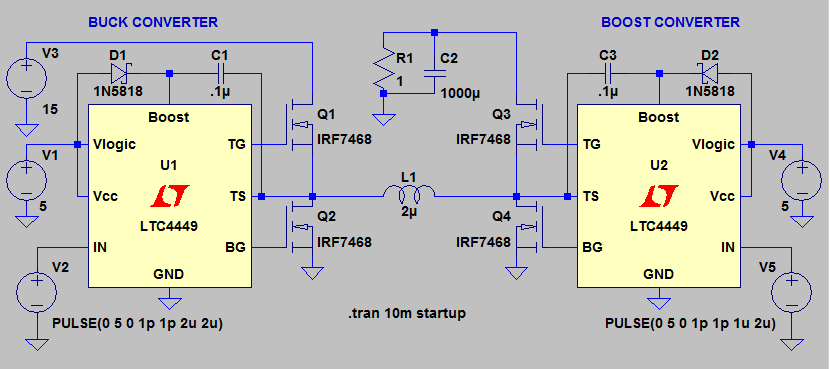 BUCK CONVERTER
BOOST CONVERTER
V3
15
D1
1N5818
C1
.1µ
R1
1
C2
1000µ
C3
.1µ
D2
1N5818
Boost
Vlogic
U1
TG
Vcc
TS
LTC4449
IN
BG
GND
V1
5
V2
PULSE(0 5 0 1p 1p 2u 2u)
Q1
IRF7468
Q2
IRF7468
L1
2µ
Q3
IRF7468
Q4
IRF7468
Boost
Vlogic
TG
U2
TS
Vcc
LTC4449
BG
IN
GND
V4
5
V5
PULSE(0 5 0 1p 1p 1u 2u)
.tran 10m startup